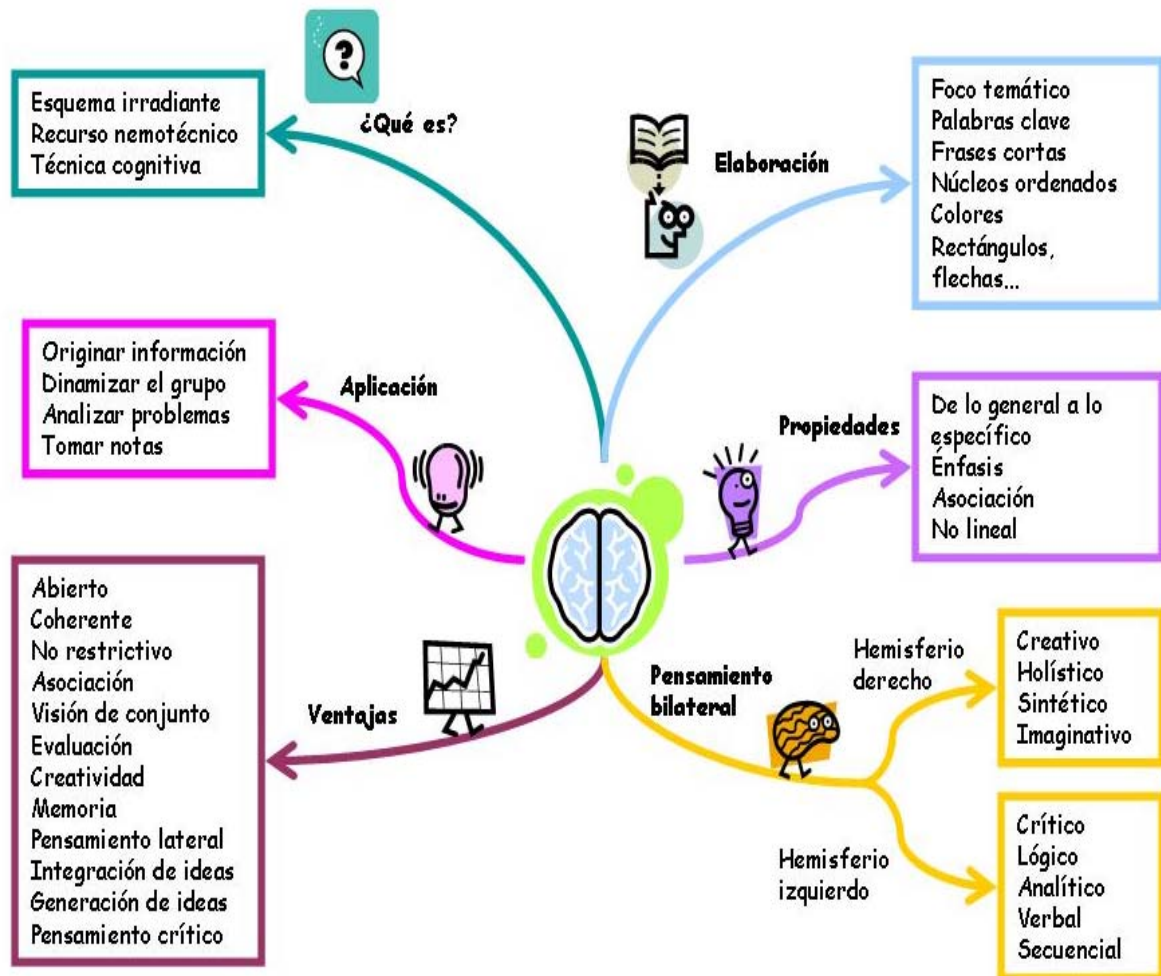 ?
¿Qué es?
Esquema irradiante
Recurso nemotécnico
Técnica cognitiva
Elaboración
Foco temático
Palabras clave
Frases cortas
Núcleos ordenados
Colores
Rectángulos,
flechas...
Aplicación
Originar información
Dinamizar el grupo
Analizar problemas
Tomar notas
Propiedades
De lo general a lo
específico
Énfasis
Asociación
No lineal
Ventajas
Abierto
Coherente
No restrictivo
Asociación
Visión de conjunto
Evaluación
Creatividad
Memoria
Pensamiento lateral
Integración de ideas
Generación de ideas
Pensamiento crítico
Pensamiento
bilateral
Hemisferio
derecho
Creativo
Holístico
Sintético
Imaginativo
Hemisferio
izquierdo
Crítico
Lógico
Analítico
Verbal
Secuencial